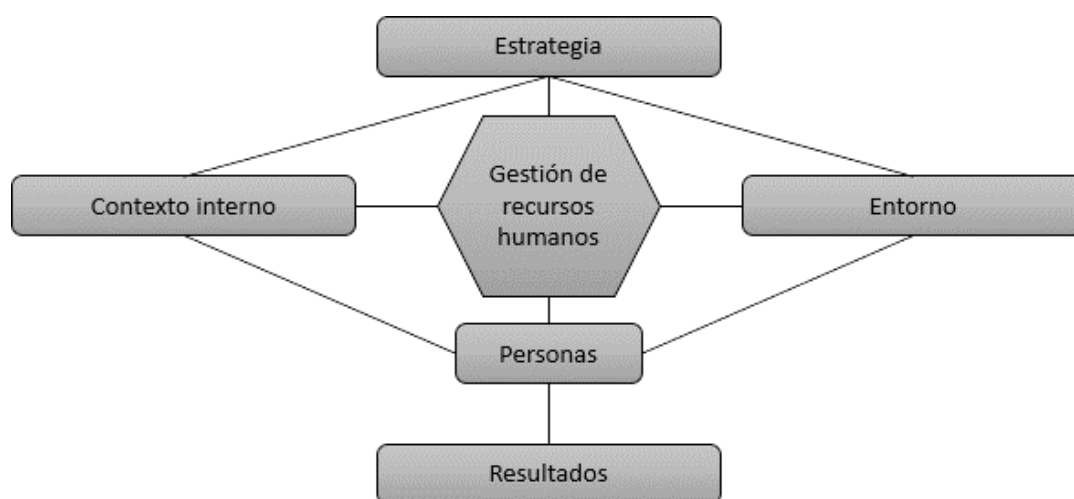 Estrategia
Contexto interno
Gestión de
recursos
humanos
Entorno
Personas
Resultados